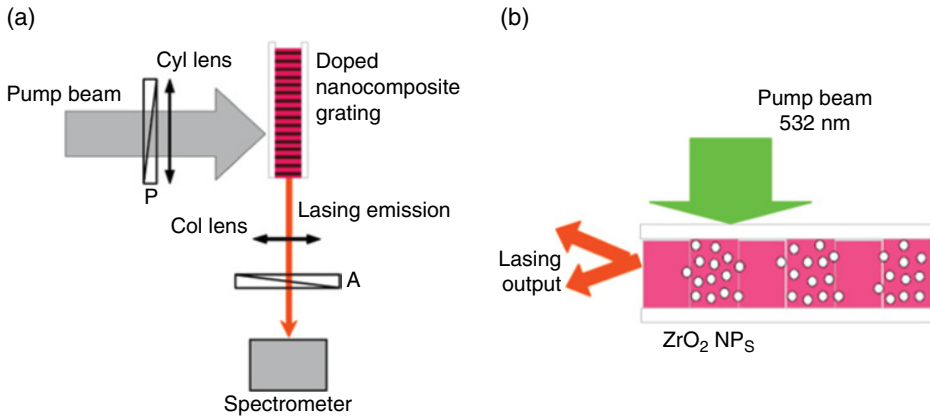 (a)
Cyl lens
Pump beam
P
Doped
nanocomposite
grating
Lasing emission
Col lens
A
Spectrometer
(b)
Pump beam
532 nm
Lasing
output
ZrO₂ NPₛ